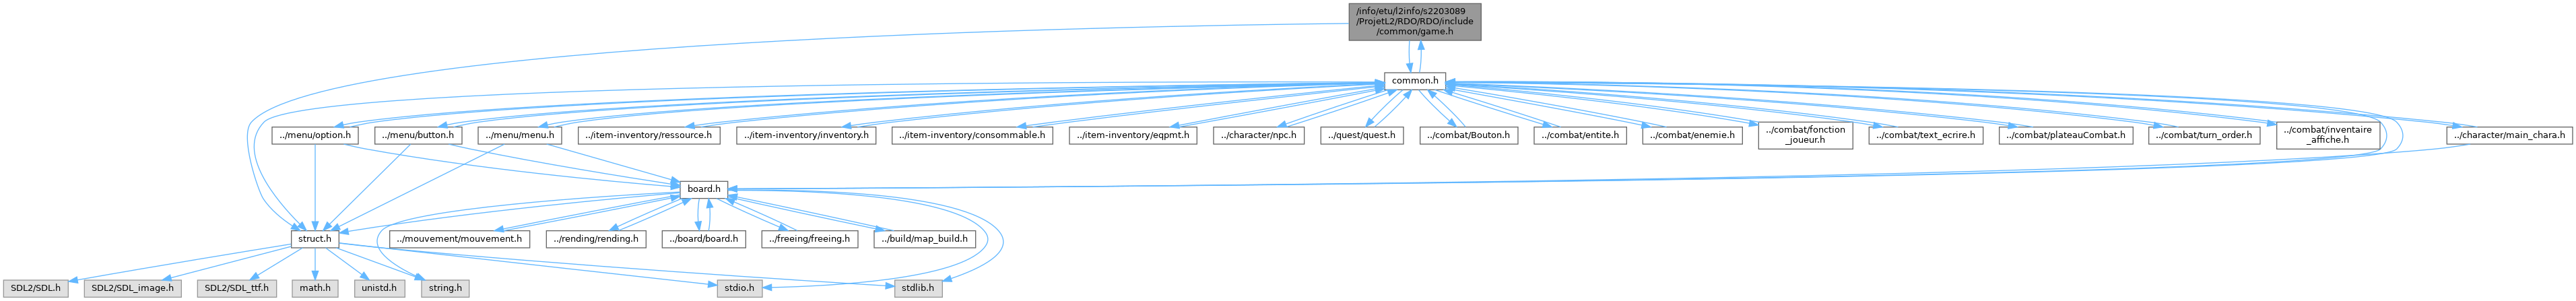 /info/etu/l2info/s2203089
/ProjetL2/RDO/RDO/include
/common/game.h
common.h
../menu/option.h
../menu/button.h
../menu/menu.h
../item-inventory/ressource.h
../item-inventory/inventory.h
../item-inventory/consommable.h
../item-inventory/eqpmt.h
../character/npc.h
../quest/quest.h
../combat/Bouton.h
../combat/entite.h
../combat/enemie.h
../combat/fonction
_joueur.h
../combat/text_ecrire.h
../combat/plateauCombat.h
../combat/turn_order.h
../combat/inventaire
_affiche.h
../character/main_chara.h
board.h
struct.h
../mouvement/mouvement.h
../rending/rending.h
../board/board.h
../freeing/freeing.h
../build/map_build.h
SDL2/SDL.h
SDL2/SDL_image.h
SDL2/SDL_ttf.h
math.h
unistd.h
string.h
stdio.h
stdlib.h